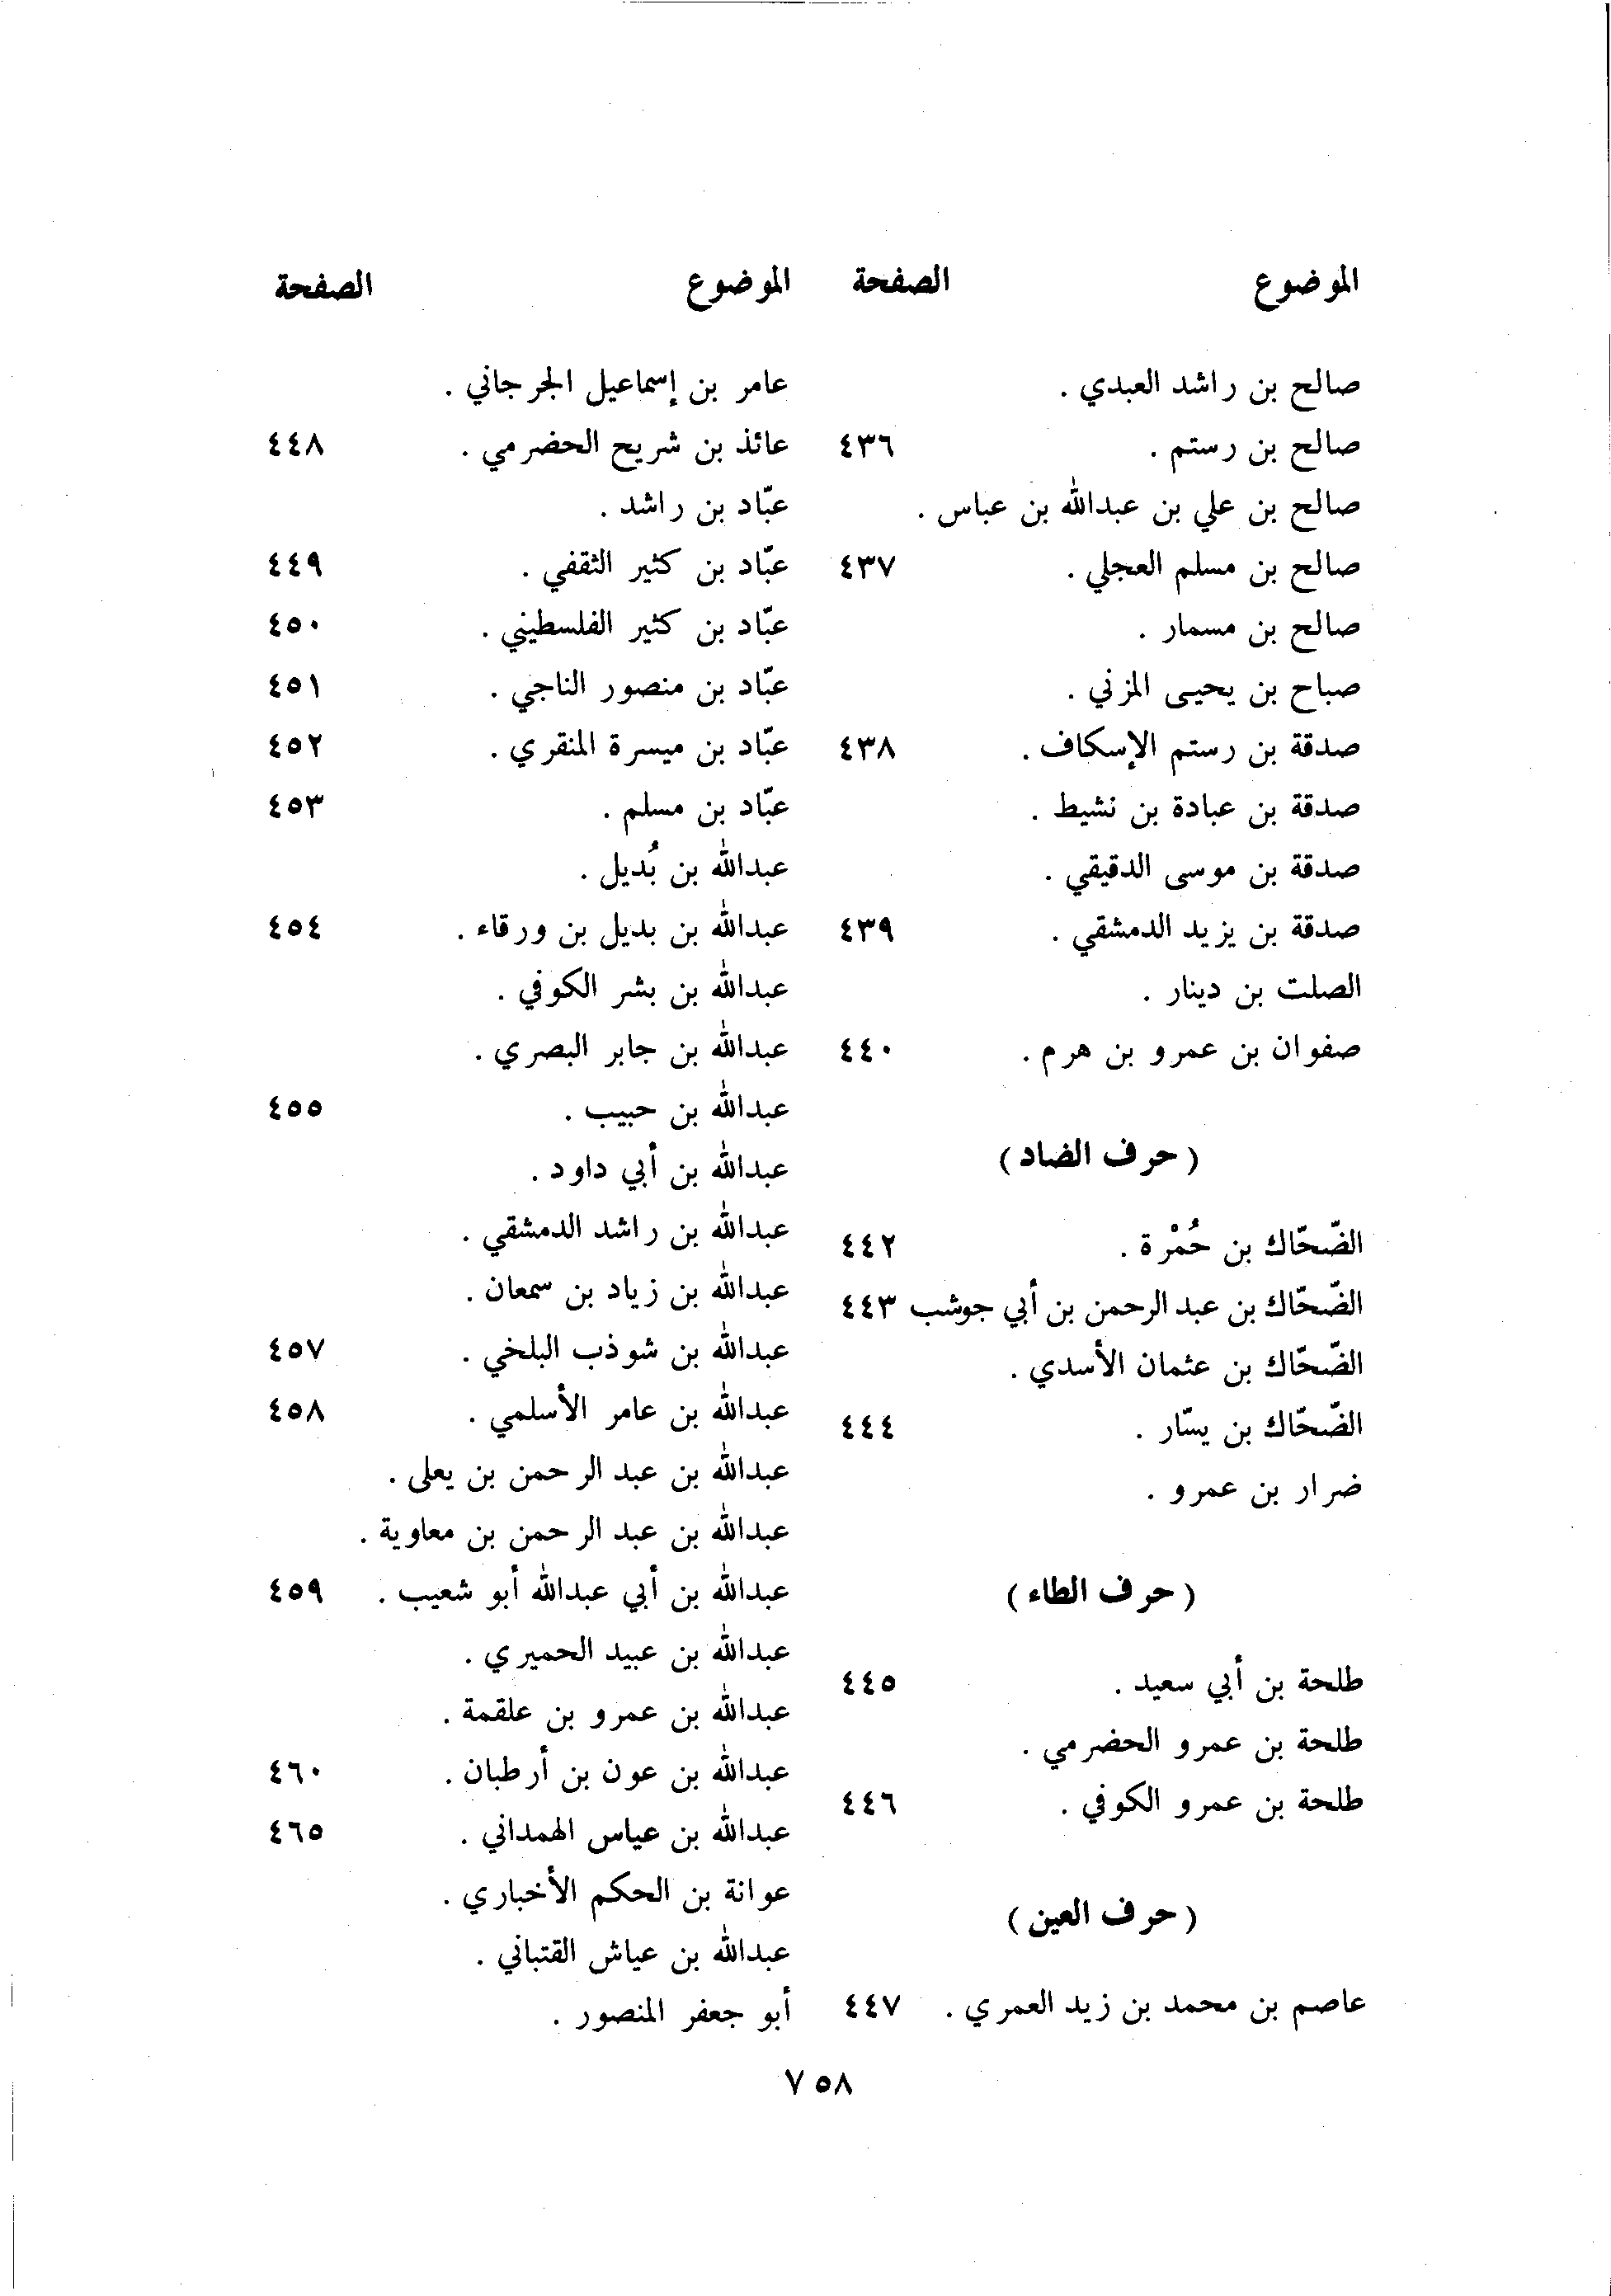 الموضوع الصفحة
صالح بن راشد العبدي .
صالح بن رستم . ٤٣٦
صالح بن علي بن عبدالله بن عباس .
صالح بن مسلم العجلي . ٤٣٧
صالح بن مسمار .
صباح بن يحيى المزني .
صدقة بن رستم الإسكاف . ٤٣٨
صدقة بن عبادة بن نشيط .
صدقة بن موسى الدقيقي .
صدقة بن يزيد الدمشقي . ٤٣٩
الصلت بن دينار .
صفوان بن عمرو بن هرم . ٤٤٠
( حرف الضاد )
الضّحّاك بن حُمْرة . ٤٤٢
الضّحّاك بن عبد الرحمن بن أبي جوشب ٤٤٣
الضّحّاك بن عثمان الأسدي .
الضّحّاك بن يسّار . ٤٤٤
ضرار بن عمرو .
( حرف الطاء )
طلحة بن أبي سعيد . ٤٤٥
طلحة بن عمرو الحضرمي .
طلحة بن عمرو الكوفي . ٤٤٦
( حرف العين )
عاصم بن محمد بن زيد العمري . ٤٤٧
الموضوع الصفحة
عامر بن إسماعيل الجرجاني .
عائذ بن شريح الحضرمي . ٤٤٨
عبّاد بن راشد .
عبّاد بن كثير الثقفي . ٤٤٩
عبّاد بن كثير الفلسطيني . ٤٥٠
عبّاد بن منصور الناجي . ٤٥١
عبّاد بن ميسرة المنقري . ٤٥٢
عبّاد بن مسلم . ٤٥٣
عبدالله بن بُديل .
عبدالله بن بديل بن ورقاء . ٤٥٤
عبدالله بن بشر الكوفي .
عبدالله بن جابر البصري .
عبدالله بن حبيب . ٤٥٥
عبدالله بن أبي داود .
عبدالله بن راشد الدمشقي .
عبدالله بن زياد بن سمعان .
عبدالله بن شوذب البلخي . ٤٥٧
عبدالله بن عامر الأسلمي . ٤٥٨
عبدالله بن عبد الرحمن بن يعلى .
عبدالله بن عبد الرحمن بن معاوية .
عبدالله بن أبي عبدالله أبو شعيب . ٤٥٩
عبدالله بن عبيد الحميري .
عبدالله بن عمرو بن علقمة .
عبدالله بن عون بن أرطبان . ٤٦٠
عبدالله بن عياس الهمداني . ٤٦٥
عوانة بن الحكم الأخباري .
عبدالله بن عياش القتباني .
أبو جعفر المنصور .
٧٥٨